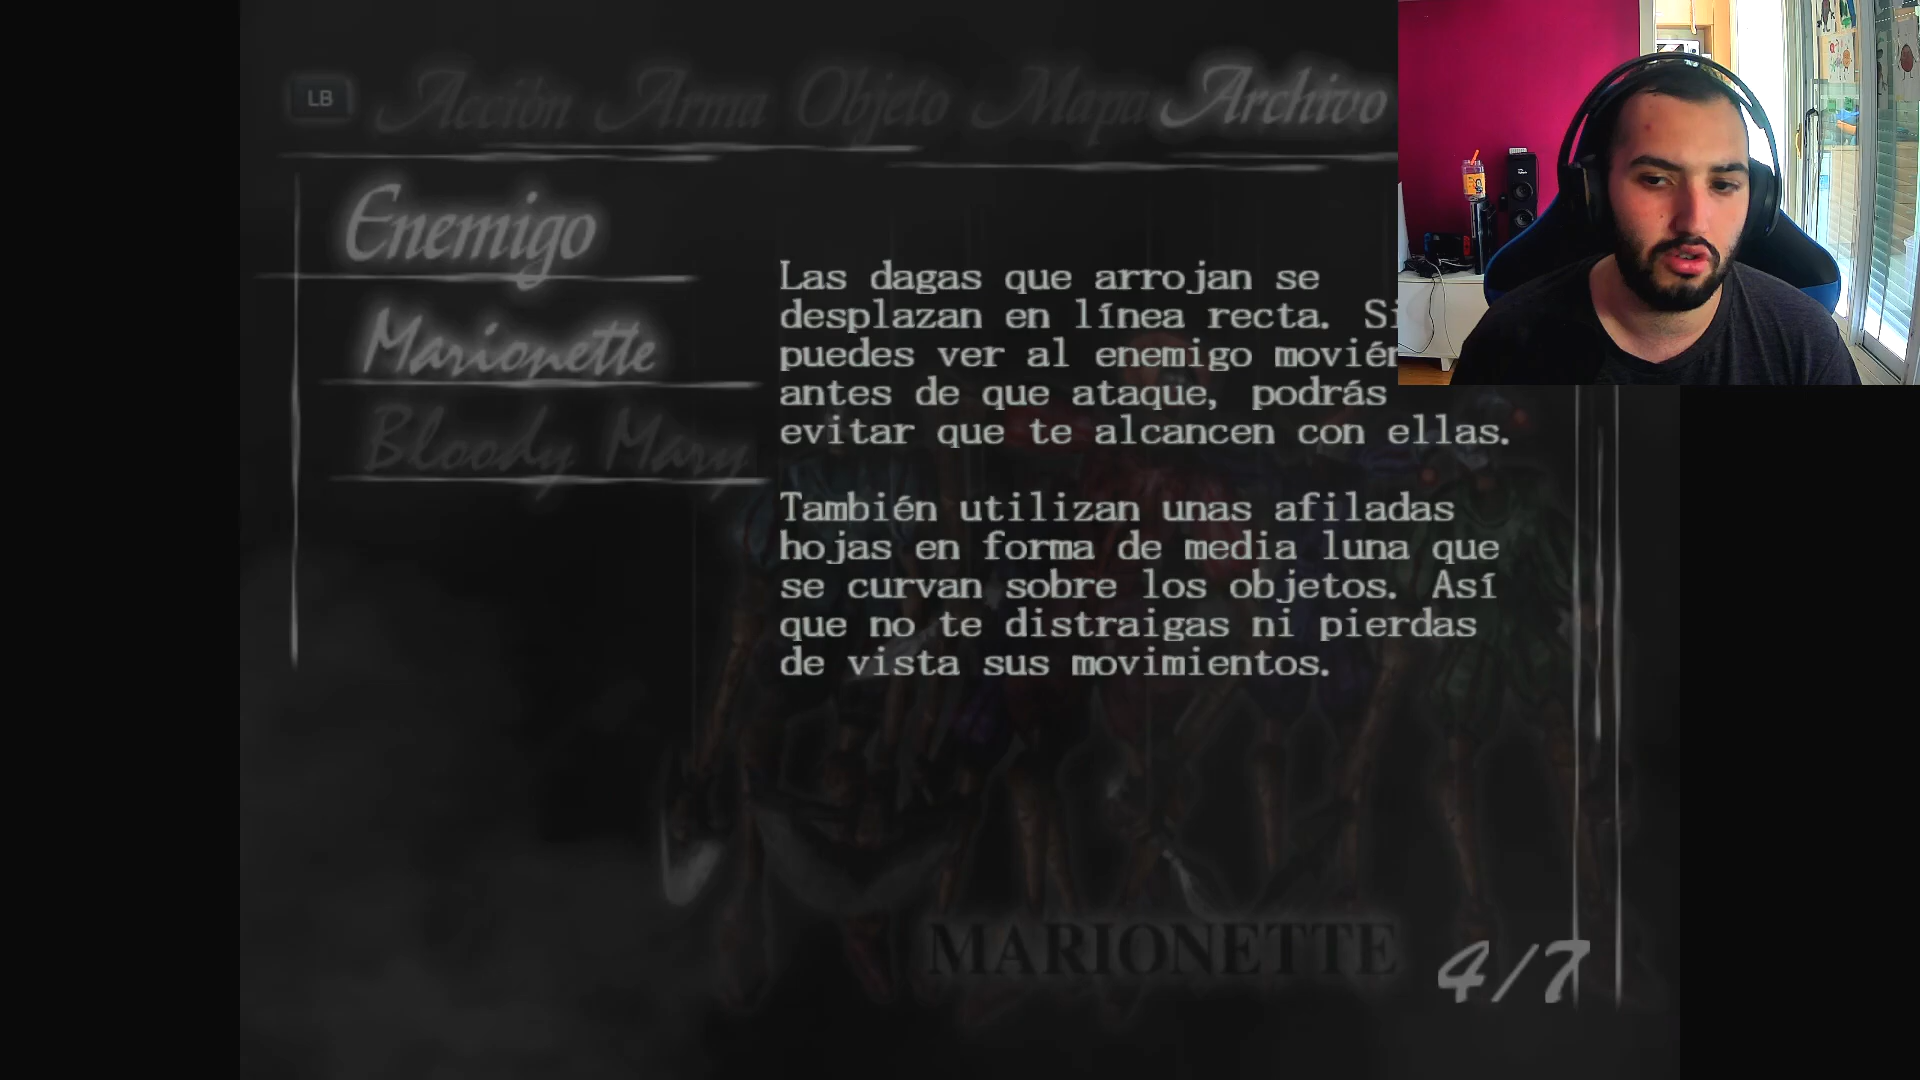 LB Acción Arma Objeto Mapa Archivo
Enemigo
Marionette
Bloody Mary
Las dagas que arrojan se
desplazan en línea recta. Si
puedes ver al enemigo
antes de que ataque, podrás
evitar que te alcancen con ellas.
También utilizan unas afiladas
hojas en forma de media luna que
se curvan sobre los objetos. Así
que no te distraigas ni pierdas
de vista sus movimientos.
MARIONETTE
4/7